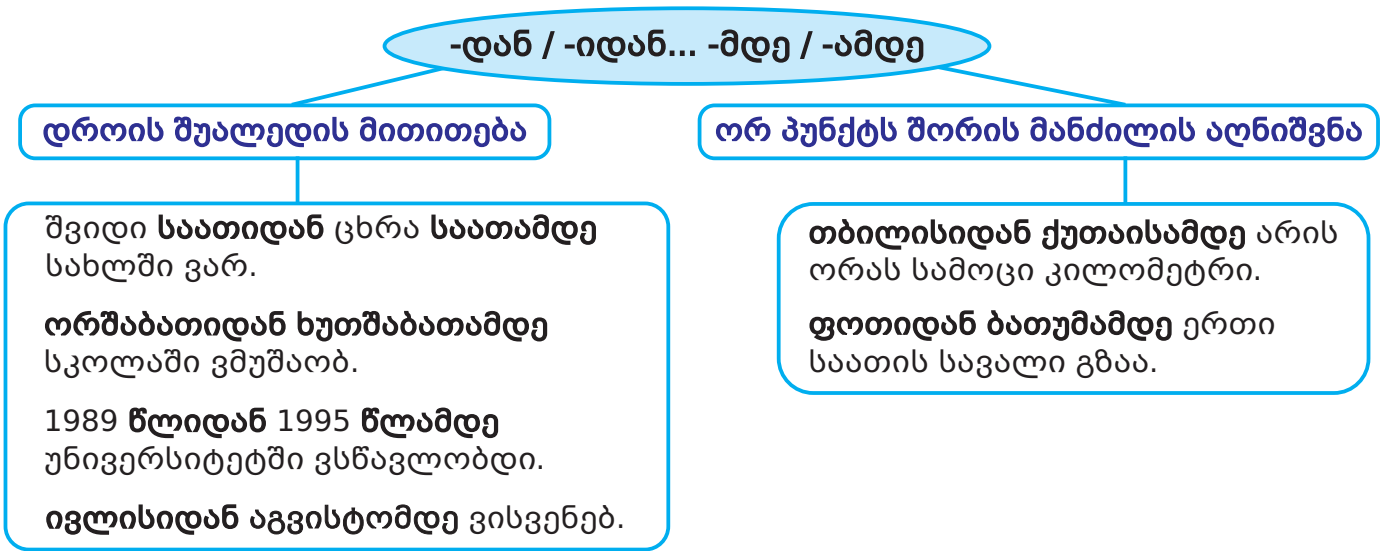 -დან / -იდან... -მდე / -ამდე
დროის შუალედის მითითება
შვიდი საათიდან ცხრა საათამდე
სახლში ვარ.
ორშაბათიდან ხუთშაბათამდე
სკოლაში ვმუშაობ.
1989 წლიდან 1995 წლამდე
უნივერსიტეტში ვსწავლობდი.
ივლისიდან აგვისტომდე ვისვენებ.
ორ პუნქტს შორის მანძილის აღნიშვნა
თბილისიდან ქუთაისამდე არის
ორას სამოცი კილომეტრი.
ფოთიდან ბათუმამდე ერთი
საათის სავალი გზაა.